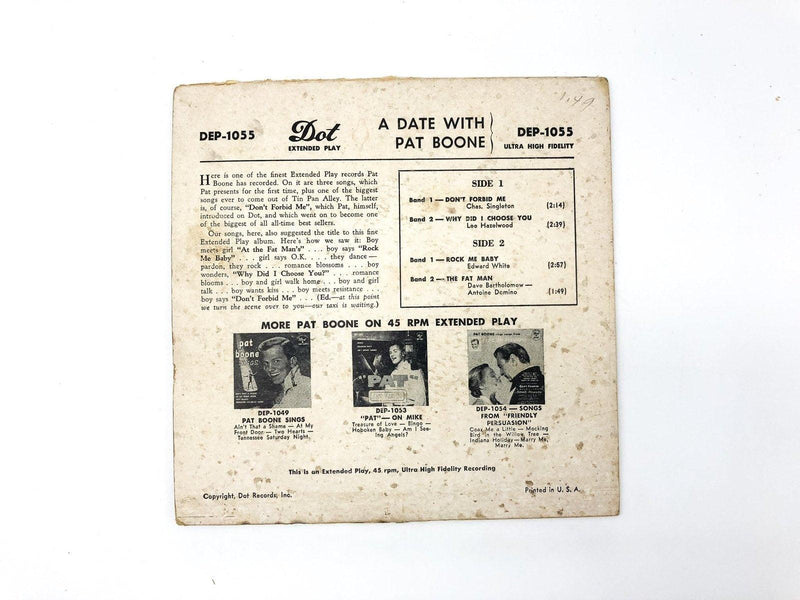 1.49
DEP-1055
Dot
EXTENDED PLAY
A DATE WITH
PAT BOONE
DEP-1055
ULTRA HIGH FIDELITY
Here is one of the finest Extended Play records Pat
Boone has recorded. On it are three songs, which
Pat presents for the first time, plus one of the biggest
songs ever to come out of Tin Pan Alley. The latter
is, of course, "Don't Forbid Me", which Pat, himself,
introduced on Dot, and which went on to become one
of the biggest of all all-time best sellers.
Our songs, here, also suggested the title to this fine
Extended Play album. Here's how we saw it: Boy
meets girl "At the Fat Man's" . . . boy says "Rock
Me Baby" . . . girl says O.K. . . . they dance—
pardon, they rock . . . romance blossoms . . . boy
wonders, "Why Did I Choose You?" . . . romance
blooms . . . boy and girl walk home . . . boy and girl
talk . . . boy wants kiss . . . boy meets resistance . . .
boy says "Don't Forbid Me" . . . (Ed.—at this point
we turn the scene over to you—our taxi is waiting.)
SIDE 1
Band 1 — DON'T FORBID ME
Chas. Singleton (2:14)
Band 2 — WHY DID I CHOOSE YOU
Lee Hazelwood (2:39)
SIDE 2
Band 1 — ROCK ME BABY
Edward White (2:57)
Band 2 — THE FAT MAN
Dave Bartholomew —
Antoine Domino (1:49)
MORE PAT BOONE ON 45 RPM EXTENDED PLAY
pat
boone
"PAT"
PAT BOONE sings songs from
DEP-1049
PAT BOONE SINGS
Ain't That a Shame — At My
Front Door — Two Hearts —
Tennessee Saturday Night.
DEP-1053
"PAT" — ON MIKE
Treasure of Love — Bingo —
Hoboken Baby — Am I See-
ing Angels?
DEP-1054 — SONGS
FROM "FRIENDLY
PERSUASION"
Coax Me a Little — Mocking
Bird in the Willow Tree —
Indiana Holiday — Marry Me,
Marry Me.
This is an Extended Play, 45 rpm, Ultra High Fidelity Recording
Copyright, Dot Records, Inc.
Printed in U. S. A.